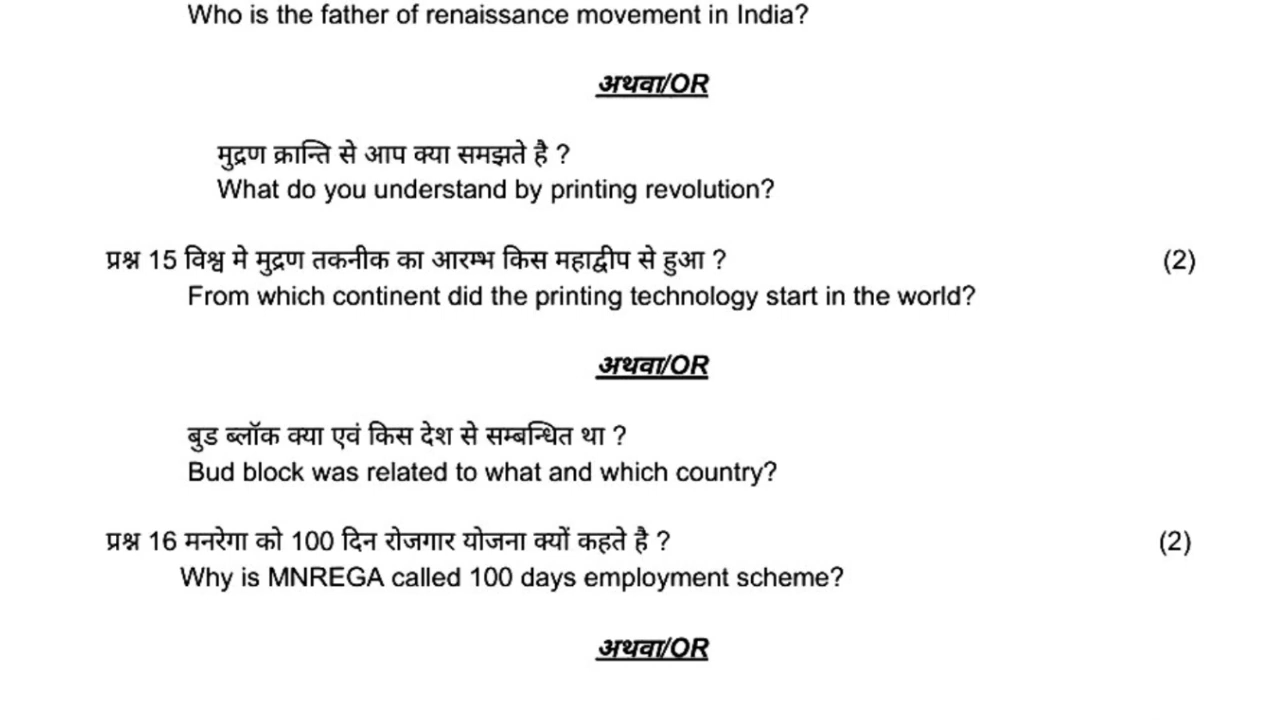 Who is the father of renaissance movement in India?
अथवा/OR
मुद्रण क्रान्ति से आप क्या समझते है ?
What do you understand by printing revolution?
प्रश्न 15 विश्व मे मुद्रण तकनीक का आरम्भ किस महाद्वीप से हुआ ? (2)
From which continent did the printing technology start in the world?
अथवा/OR
बुड ब्लॉक क्या एवं किस देश से सम्बन्धित था ?
Bud block was related to what and which country?
प्रश्न 16 मनरेगा को 100 दिन रोजगार योजना क्यों कहते है ? (2)
Why is MNREGA called 100 days employment scheme?
अथवा/OR